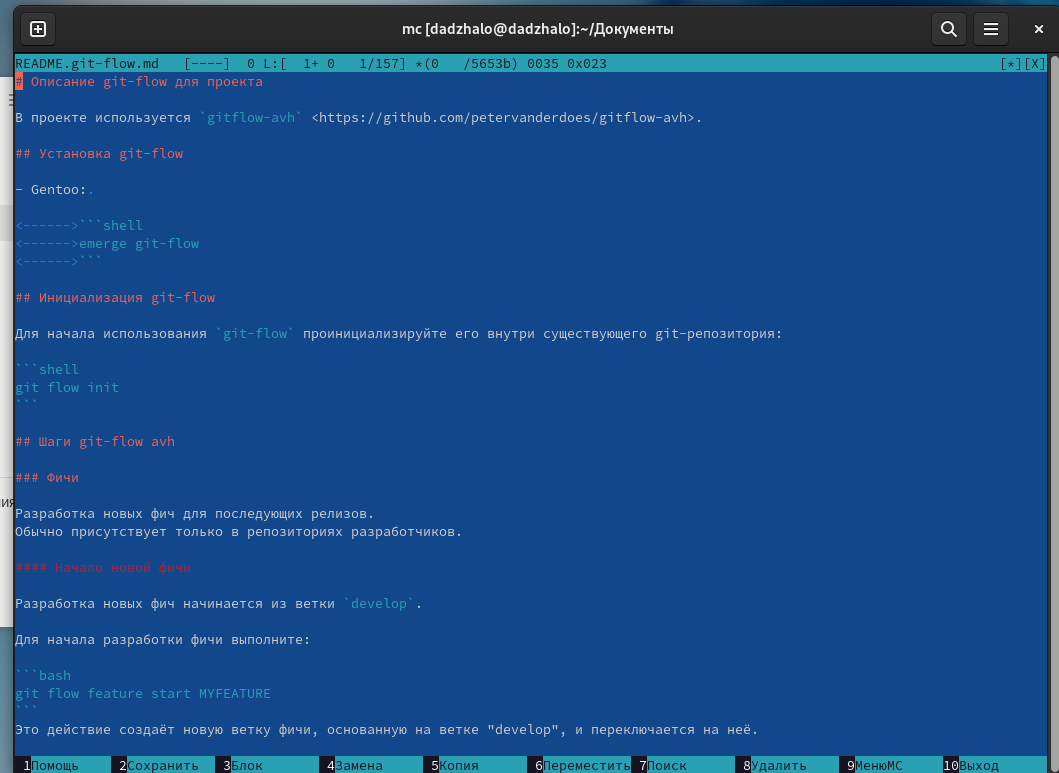 mc [dadzhalo@dadzhalo]:~/Документы
README.git-flow.md [----] 0 L:[ 1+ 0 1/157] *(0 /5653b) 0035 0x023 [*][X]
# Описание git-flow для проекта
В проекте используется `gitflow-avh` <https://github.com/petervanderdoes/gitflow-avh>.
## Установка git-flow
- Gentoo:.
<------>```shell
<------>emerge git-flow
<------>```
## Инициализация git-flow
Для начала использования `git-flow` проинициализируйте его внутри существующего git-репозитория:
```shell
git flow init
```
## Шаги git-flow avh
### Фичи
Разработка новых фич для последующих релизов.
Обычно присутствует только в репозиториях разработчиков.
#### Начало новой фичи
Разработка новых фич начинается из ветки `develop`.
Для начала разработки фичи выполните:
```bash
git flow feature start MYFEATURE
```
Это действие создаёт новую ветку фичи, основанную на ветке "develop", и переключается на неё.
1Помощь 2Сохранить 3Блок 4Замена 5Копия 6Переместить 7Поиск 8Удалить 9МенюMC 10Выход